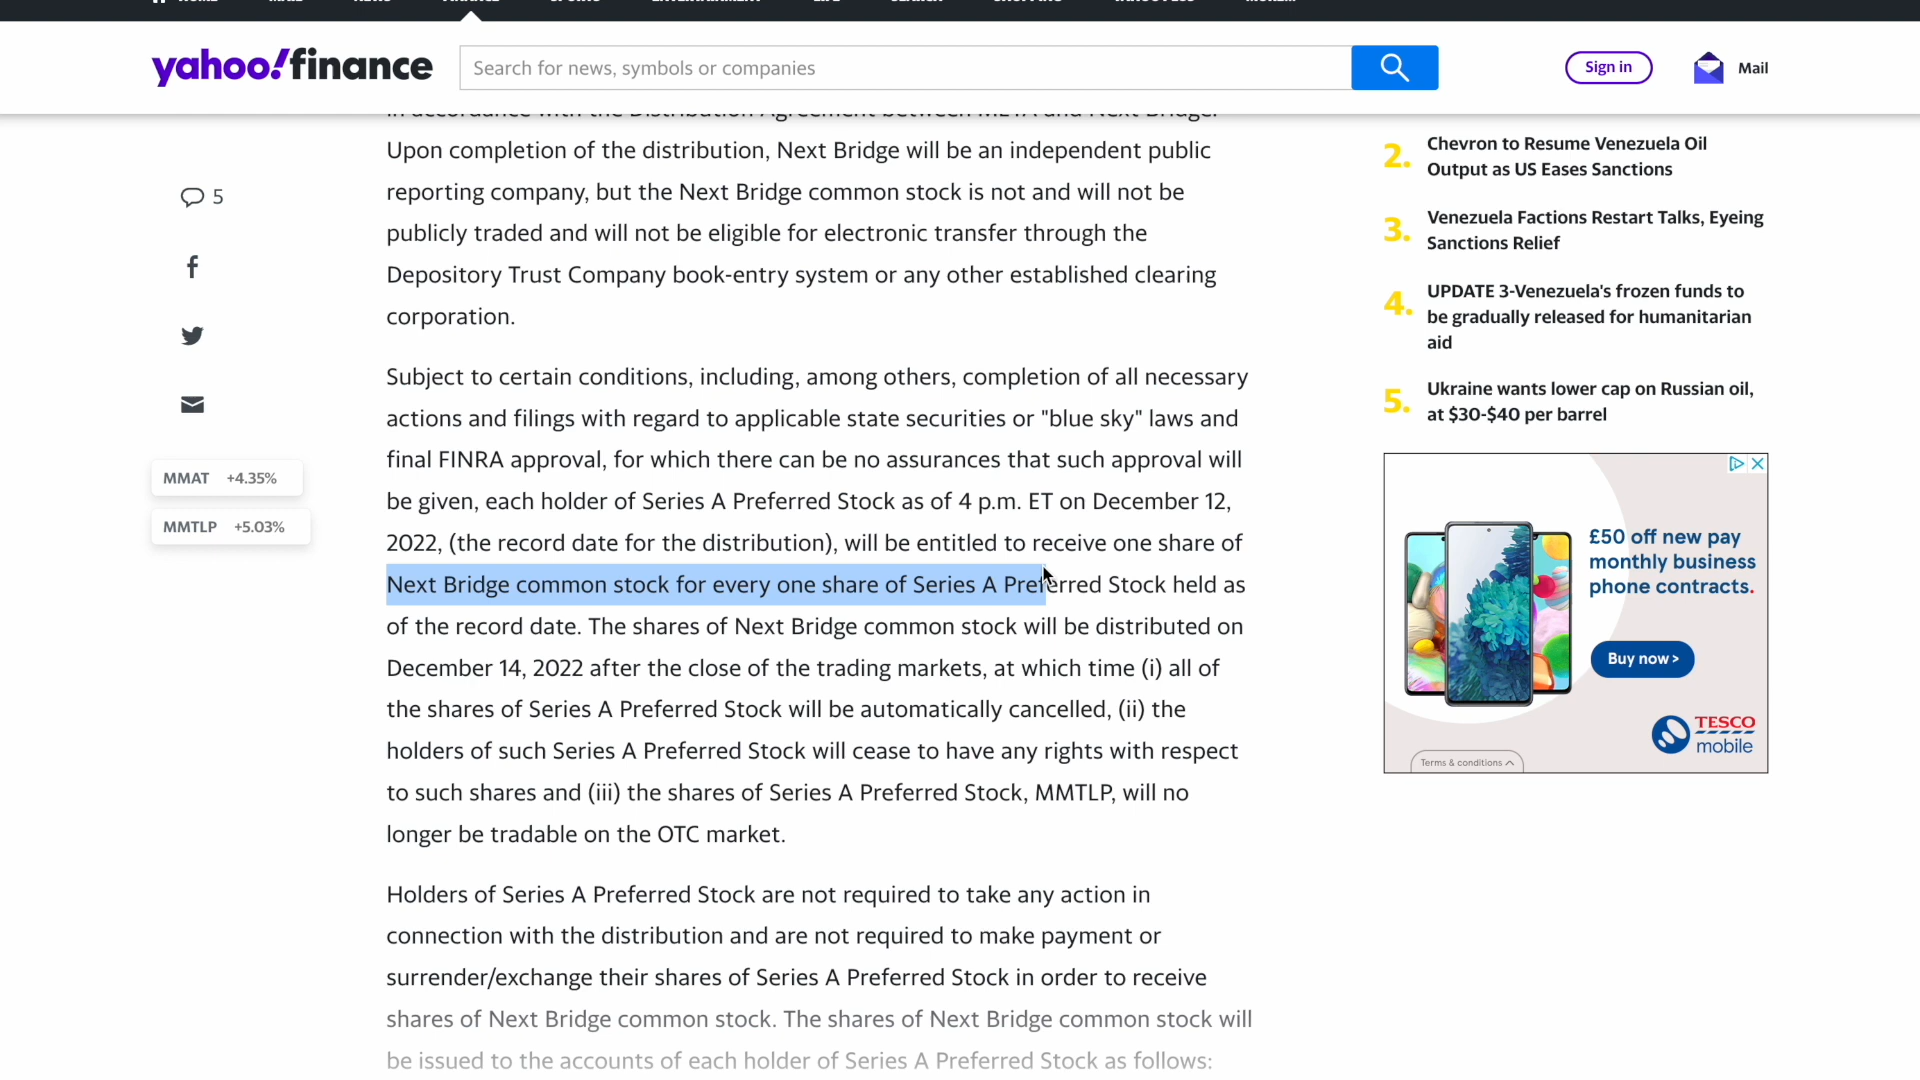 yahoo!finance
Search for news, symbols or companies
Sign in
Mail
in accordance with the Distribution Agreement between META and Next Bridge.
Upon completion of the distribution, Next Bridge will be an independent public
reporting company, but the Next Bridge common stock is not and will not be
publicly traded and will not be eligible for electronic transfer through the
Depository Trust Company book-entry system or any other established clearing
corporation.
Subject to certain conditions, including, among others, completion of all necessary
actions and filings with regard to applicable state securities or "blue sky" laws and
final FINRA approval, for which there can be no assurances that such approval will
be given, each holder of Series A Preferred Stock as of 4 p.m. ET on December 12,
2022, (the record date for the distribution), will be entitled to receive one share of
Next Bridge common stock for every one share of Series A Preferred Stock held as
of the record date. The shares of Next Bridge common stock will be distributed on
December 14, 2022 after the close of the trading markets, at which time (i) all of
the shares of Series A Preferred Stock will be automatically cancelled, (ii) the
holders of such Series A Preferred Stock will cease to have any rights with respect
to such shares and (iii) the shares of Series A Preferred Stock, MMTLP, will no
longer be tradable on the OTC market.
Holders of Series A Preferred Stock are not required to take any action in
connection with the distribution and are not required to make payment or
surrender/exchange their shares of Series A Preferred Stock in order to receive
shares of Next Bridge common stock. The shares of Next Bridge common stock will
be issued to the accounts of each holder of Series A Preferred Stock as follows:
5
MMAT +4.35%
MMTLP +5.03%
2. Chevron to Resume Venezuela Oil
Output as US Eases Sanctions
3. Venezuela Factions Restart Talks, Eyeing
Sanctions Relief
4. UPDATE 3-Venezuela's frozen funds to
be gradually released for humanitarian
aid
5. Ukraine wants lower cap on Russian oil,
at $30-$40 per barrel
£50 off new pay
monthly business
phone contracts.
Buy now >
TESCO
mobile
Terms & conditions